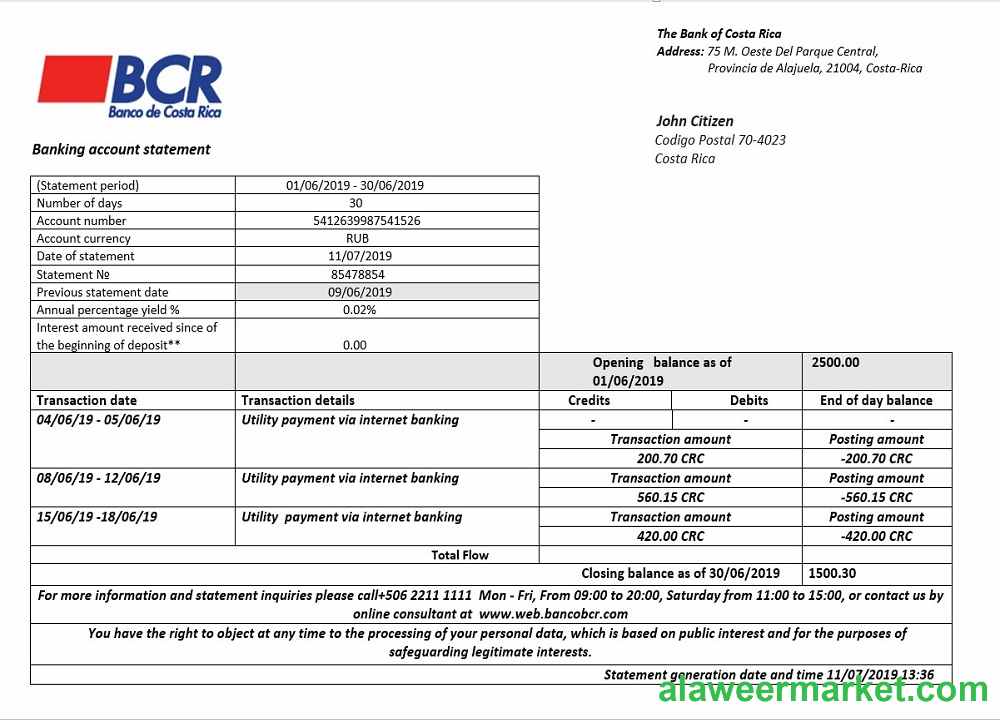 The Bank of Costa Rica
Address: 75 M. Oeste Del Parque Central,
Provincia de Alajuela, 21004, Costa-Rica
BCR
Banco de Costa Rica
John Citizen
Codigo Postal 70-4023
Costa Rica
Banking account statement
(Statement period) 01/06/2019 - 30/06/2019
Number of days 30
Account number 5412639987541526
Account currency RUB
Date of statement 11/07/2019
Statement № 85478854
Previous statement date 09/06/2019
Annual percentage yield % 0.02%
Interest amount received since of
the beginning of deposit** 0.00
Opening balance as of 2500.00
01/06/2019
Transaction date Transaction details Credits Debits End of day balance
04/06/19 - 05/06/19 Utility payment via internet banking - - -
Transaction amount Posting amount
200.70 CRC -200.70 CRC
08/06/19 - 12/06/19 Utility payment via internet banking Transaction amount Posting amount
560.15 CRC -560.15 CRC
15/06/19 -18/06/19 Utility payment via internet banking Transaction amount Posting amount
420.00 CRC -420.00 CRC
Total Flow
Closing balance as of 30/06/2019 1500.30
For more information and statement inquiries please call+506 2211 1111 Mon - Fri, From 09:00 to 20:00, Saturday from 11:00 to 15:00, or contact us by
online consultant at www.web.bancobcr.com
You have the right to object at any time to the processing of your personal data, which is based on public interest and for the purposes of
safeguarding legitimate interests.
Statement generation date and time 11/07/2019 13:36
alaweermarket.com